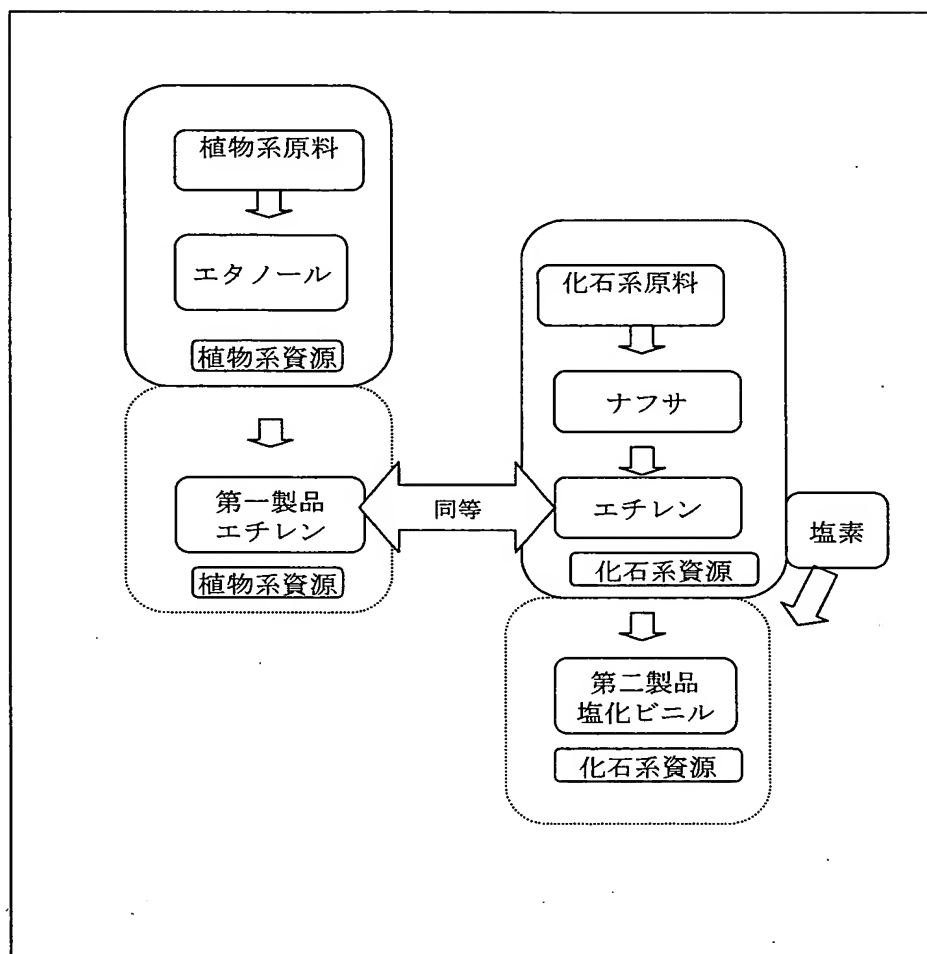 植物系原料
エタノール
植物系資源
第一製品
エチレン
植物系資源
同等
化石系原料
ナフサ
エチレン
化石系資源
塩素
第二製品
塩化ビニル
化石系資源